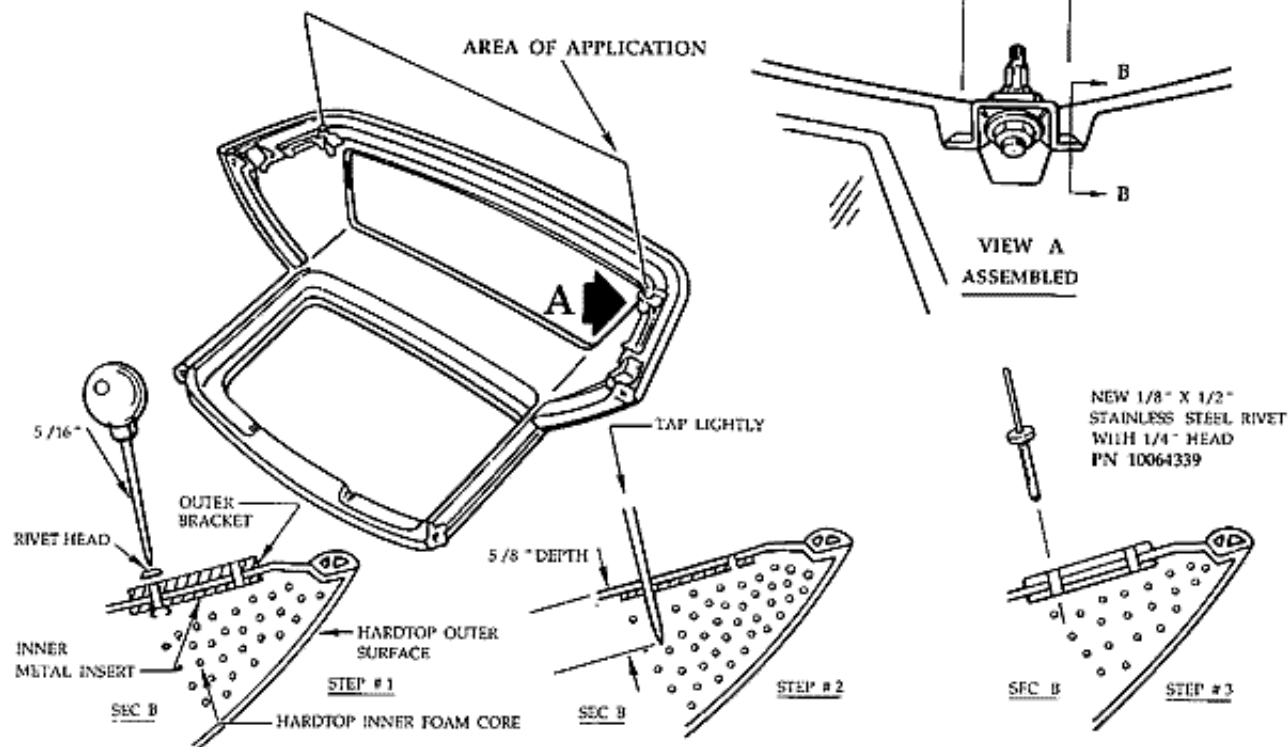 AREA OF APPLICATION
B
B
VIEW A
ASSEMBLED
A
5/16"
RIVET HEAD
OUTER
BRACKET
INNER
METAL INSERT
SEC B
HARDTOP OUTER
SURFACE
STEP #1
HARDTOP INNER FOAM CORE
TAP LIGHTLY
5/8" DEPTH
SEC B
STEP #2
NEW 1/8" X 1/2"
STAINLESS STEEL RIVET
WITH 1/4" HEAD
PN 10064339
SEC B
STEP #3